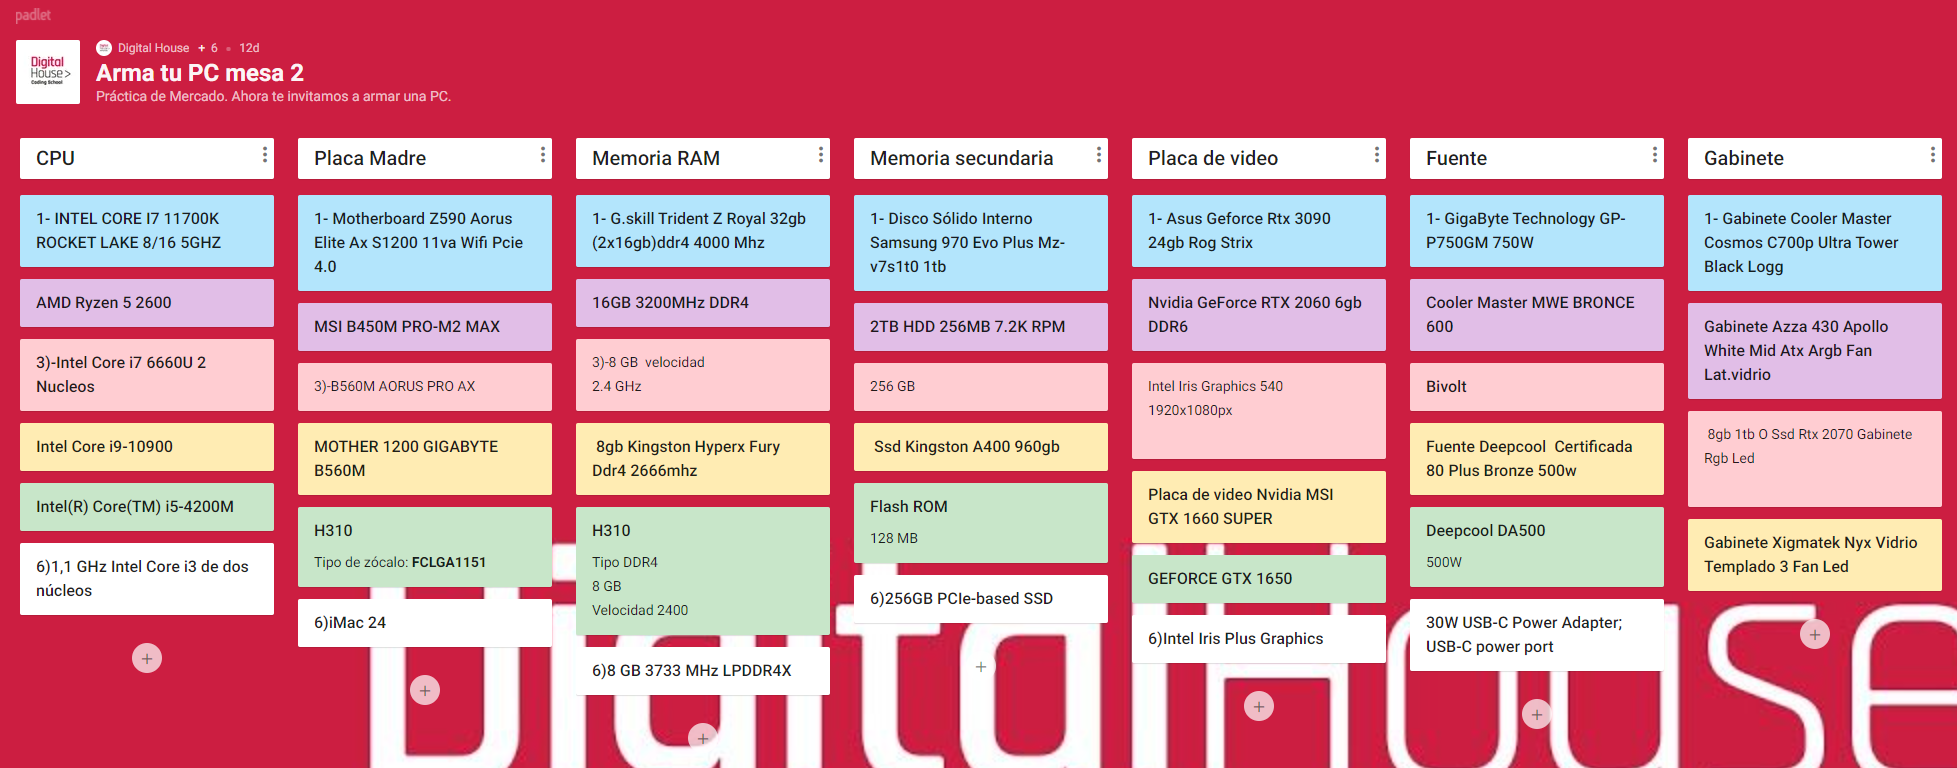 padlet
Digital
House>
Coding School
Digital House + 6 • 12d
Arma tu PC mesa 2
Práctica de Mercado. Ahora te invitamos a armar una PC.
CPU
1- INTEL CORE I7 11700K
ROCKET LAKE 8/16 5GHZ
AMD Ryzen 5 2600
3)-Intel Core i7 6660U 2
Nucleos
Intel Core i9-10900
Intel(R) Core(TM) i5-4200M
6)1,1 GHz Intel Core i3 de dos
núcleos
Placa Madre
1- Motherboard Z590 Aorus
Elite Ax S1200 11va Wifi Pcie
4.0
MSI B450M PRO-M2 MAX
3)-B560M AORUS PRO AX
MOTHER 1200 GIGABYTE
B560M
H310
Tipo de zócalo: FCLGA1151
6)iMac 24
Memoria RAM
1- G.skill Trident Z Royal 32gb
(2x16gb)ddr4 4000 Mhz
16GB 3200MHz DDR4
3)-8 GB velocidad
2.4 GHz
8gb Kingston Hyperx Fury
Ddr4 2666mhz
H310
Tipo DDR4
8 GB
Velocidad 2400
6)8 GB 3733 MHz LPDDR4X
Memoria secundaria
1- Disco Sólido Interno
Samsung 970 Evo Plus Mz-
v7s1t0 1tb
2TB HDD 256MB 7.2K RPM
256 GB
Ssd Kingston A400 960gb
Flash ROM
128 MB
6)256GB PCIe-based SSD
Placa de video
1- Asus Geforce Rtx 3090
24gb Rog Strix
Nvidia GeForce RTX 2060 6gb
DDR6
Intel Iris Graphics 540
1920x1080px
Placa de video Nvidia MSI
GTX 1660 SUPER
GEFORCE GTX 1650
6)Intel Iris Plus Graphics
Fuente
1- GigaByte Technology GP-
P750GM 750W
Cooler Master MWE BRONCE
600
Bivolt
Fuente Deepcool Certificada
80 Plus Bronze 500w
Deepcool DA500
500W
30W USB-C Power Adapter;
USB-C power port
Gabinete
1- Gabinete Cooler Master
Cosmos C700p Ultra Tower
Black Logg
Gabinete Azza 430 Apollo
White Mid Atx Argb Fan
Lat.vidrio
8gb 1tb O Ssd Rtx 2070 Gabinete
Rgb Led
Gabinete Xigmatek Nyx Vidrio
Templado 3 Fan Led
Digital House